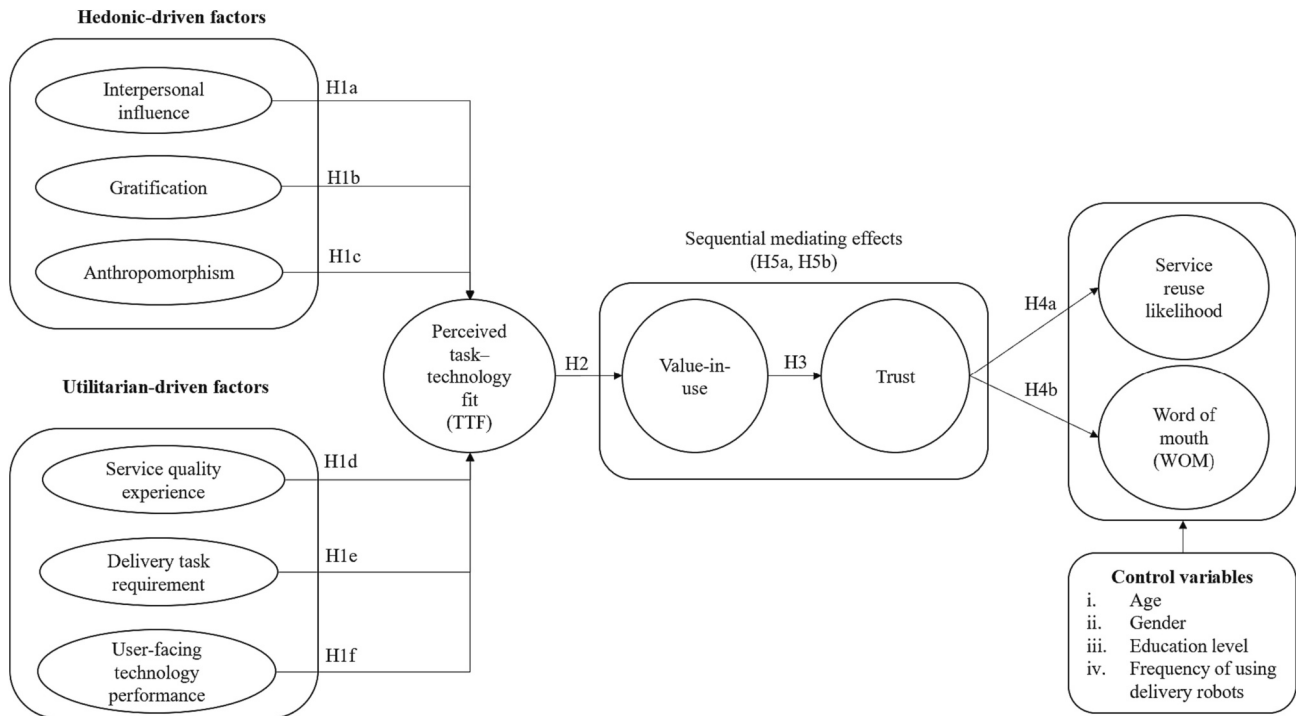 Hedonic-driven factors
Interpersonal
influence
H1a
Gratification
H1b
Anthropomorphism
H1c
Utilitarian-driven factors
Service quality
experience
H1d
Delivery task
requirement
H1e
User-facing
technology
performance
H1f
Perceived
task–
technology
fit
(TTF)
H2
Sequential mediating effects
(H5a, H5b)
Value-in-
use
H3
Trust
H4a
H4b
Service
reuse
likelihood
Word of
mouth
(WOM)
Control variables
i. Age
ii. Gender
iii. Education level
iv. Frequency of using
delivery robots